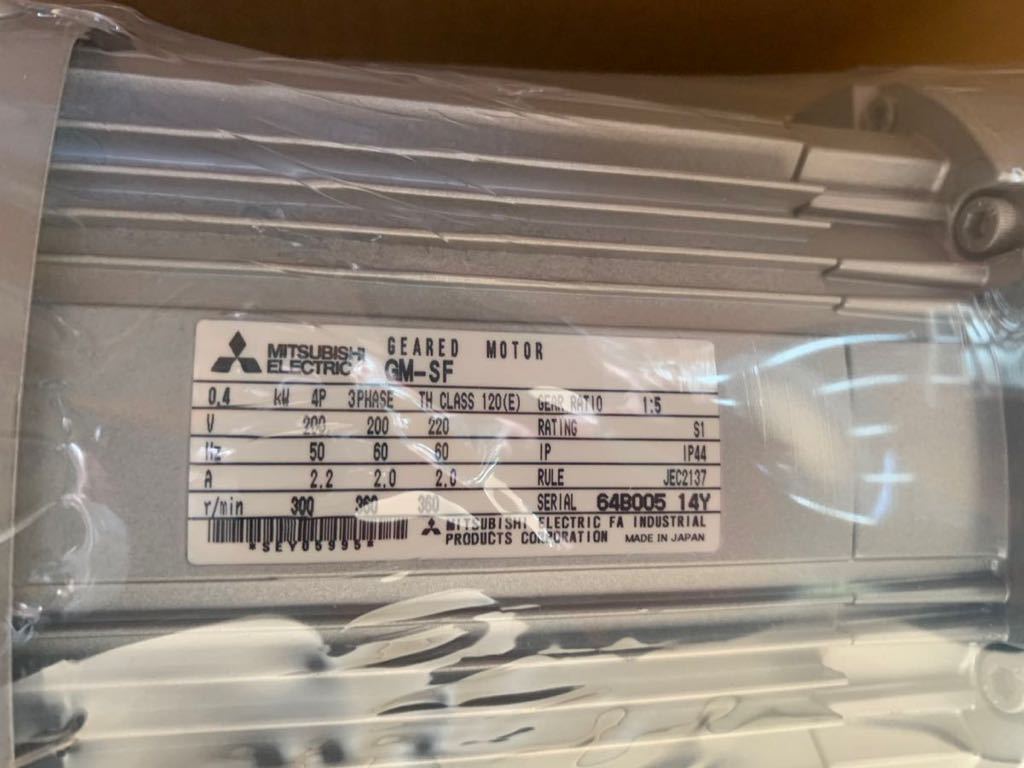 MITSUBISHI ELECTRIC GEARED MOTOR
GM-SF
0.4 kW 4P 3PHASE TH CLASS 120(E) GEAR RATIO 1:5
V 200 200 220 RATING S1
Hz 50 60 60 IP IP44
A 2.2 2.0 2.0 RULE JEC2137
r/min 300 360 360 SERIAL 64B005 14Y
*SEY05995*
MITSUBISHI ELECTRIC FA INDUSTRIAL
PRODUCTS CORPORATION MADE IN JAPAN